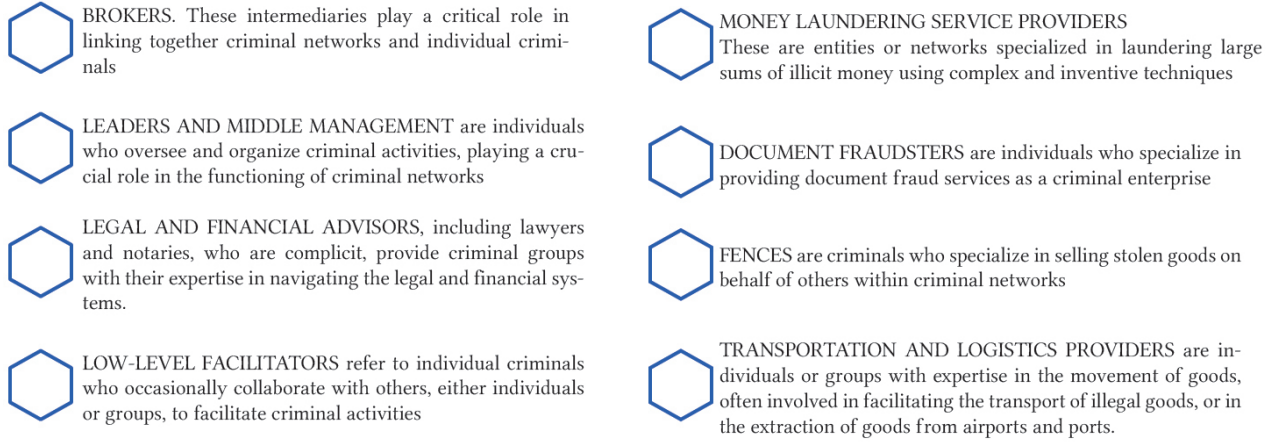 BROKERS. These intermediaries play a critical role in
linking together criminal networks and individual crimi-
nals
LEADERS AND MIDDLE MANAGEMENT are individuals
who oversee and organize criminal activities, playing a cru-
cial role in the functioning of criminal networks
LEGAL AND FINANCIAL ADVISORS, including lawyers
and notaries, who are complicit, provide criminal groups
with their expertise in navigating the legal and financial sys-
tems.
LOW-LEVEL FACILITATORS refer to individual criminals
who occasionally collaborate with others, either individuals
or groups, to facilitate criminal activities
MONEY LAUNDERING SERVICE PROVIDERS
These are entities or networks specialized in laundering large
sums of illicit money using complex and inventive techniques
DOCUMENT FRAUDSTERS are individuals who specialize in
providing document fraud services as a criminal enterprise
FENCES are criminals who specialize in selling stolen goods on
behalf of others within criminal networks
TRANSPORTATION AND LOGISTICS PROVIDERS are in-
dividuals or groups with expertise in the movement of goods,
often involved in facilitating the transport of illegal goods, or in
the extraction of goods from airports and ports.